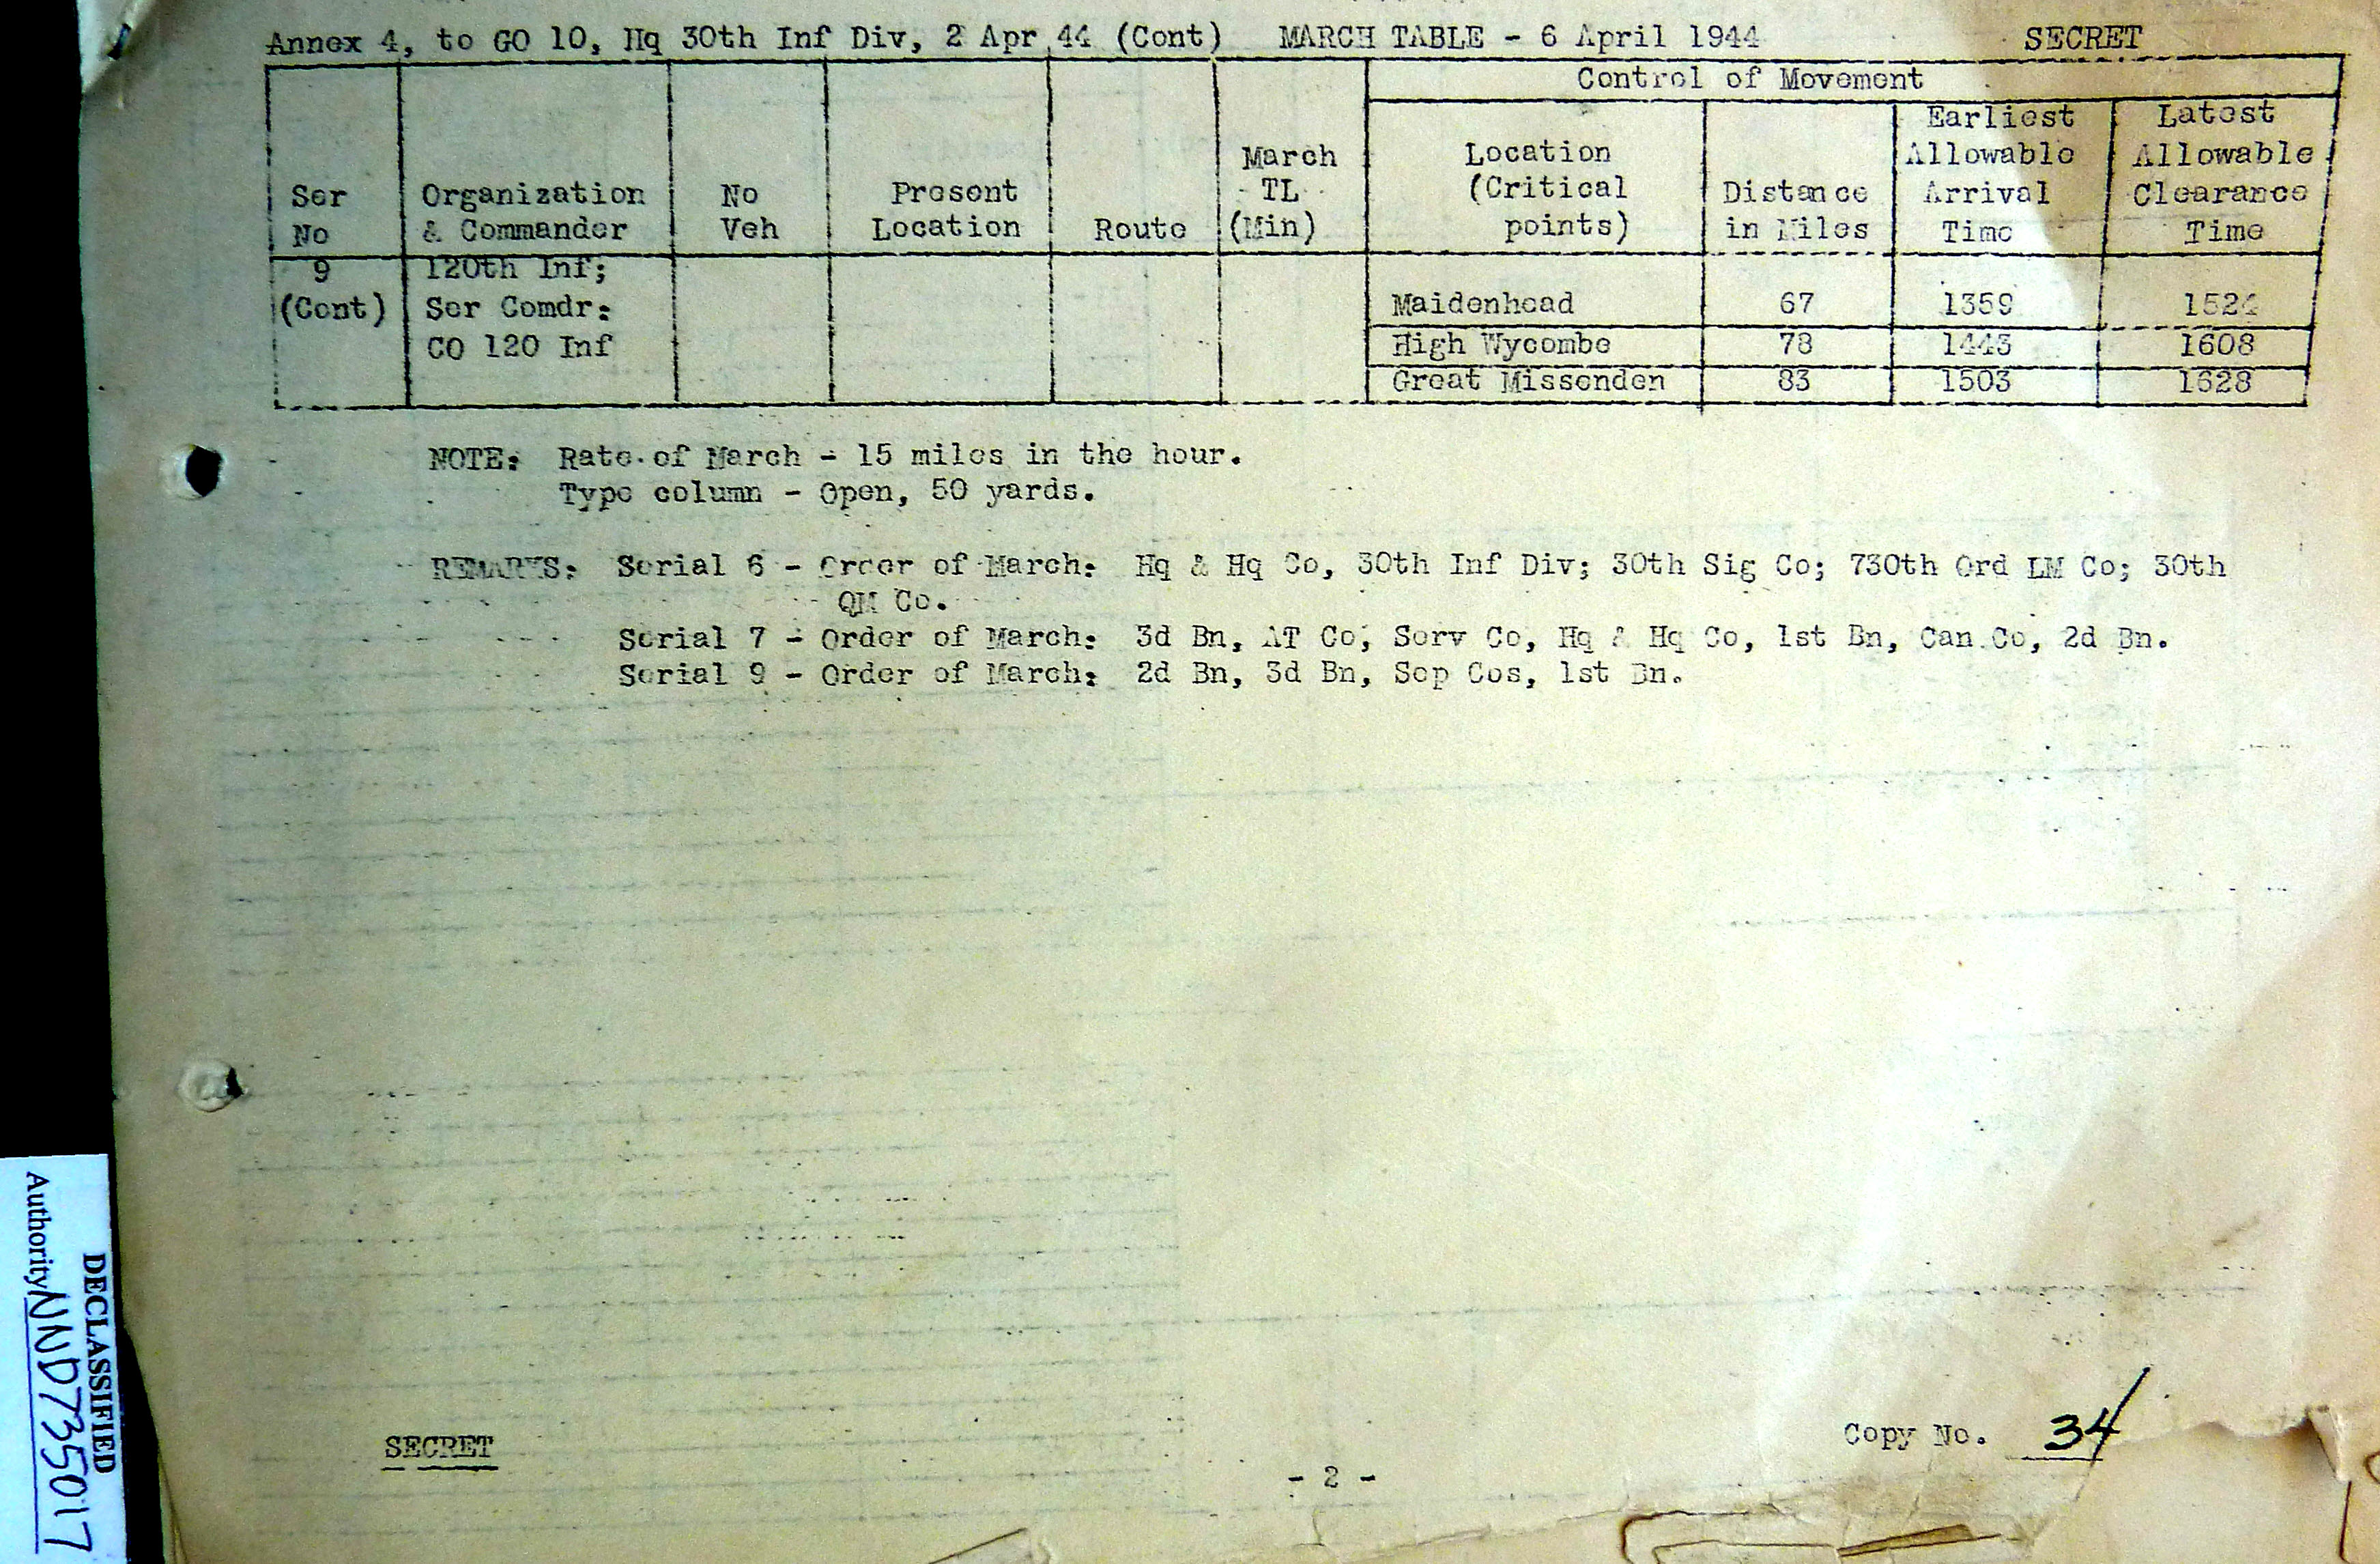 Annex 4, to GO 10, Hq 30th Inf Div, 2 Apr 44 (Cont) MARCH TABLE - 6 April 1944 SECRET
Control of Movement
Ser No
Organization & Commander
No Veh
Present Location
Route
March TL (Min)
Location (Critical points)
Distance in Miles
Earliest Allowable Arrival Time
Latest Allowable Clearance Time
9 (Cont)
120th Inf;
Ser Comdr:
CO 120 Inf
Maidenhead 67 1359 1524
High Wycombe 78 1443 1608
Great Missenden 83 1503 1628
NOTE: Rate of March - 15 miles in the hour.
Type column - Open, 50 yards.
REMARKS: Serial 6 - Order of March: Hq & Hq Co, 30th Inf Div; 30th Sig Co; 730th Ord LM Co; 30th
QM Co.
Serial 7 - Order of March: 3d Bn, AT Co, Serv Co, Hq & Hq Co, 1st Bn, Can Co, 2d Bn.
Serial 9 - Order of March: 2d Bn, 3d Bn, Sep Cos, 1st Bn.
SECRET
Copy No. 34
- 2 -
DECLASSIFIED
Authority NND735017